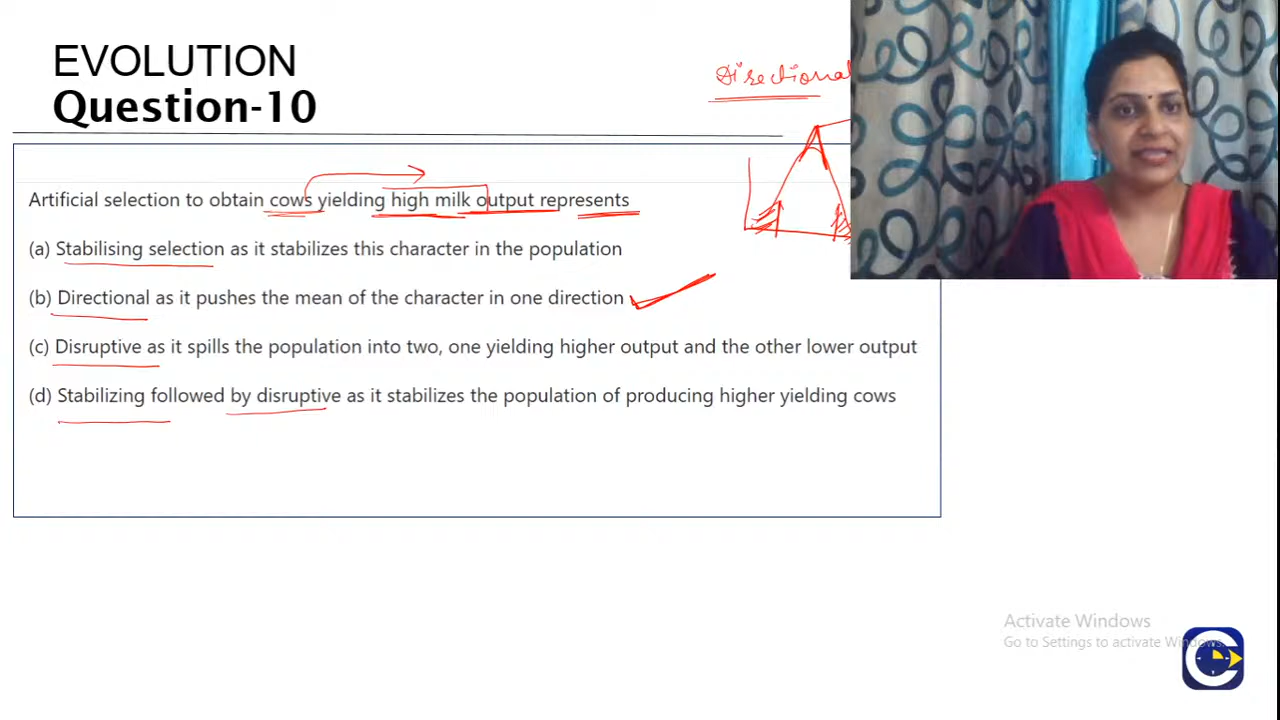 EVOLUTION
Question-10
Directional
Artificial selection to obtain cows yielding high milk output represents
(a) Stabilising selection as it stabilizes this character in the population
(b) Directional as it pushes the mean of the character in one direction
(c) Disruptive as it spills the population into two, one yielding higher output and the other lower output
(d) Stabilizing followed by disruptive as it stabilizes the population of producing higher yielding cows
Activate Windows
Go to Settings to activate Windows.